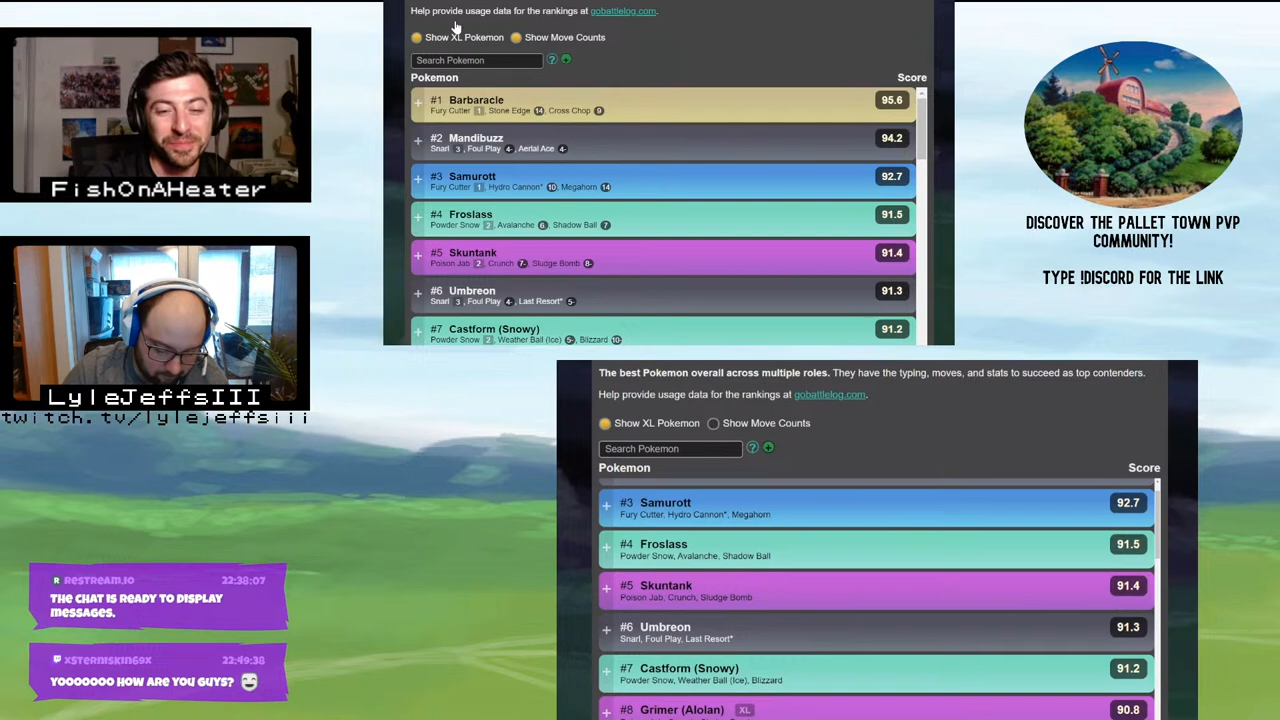 FishOnAHeater
LyleJeffsIII
twitch.tv/lylejeffsiii
Help provide usage data for the rankings at gobattlelog.com.
Show XL Pokemon Show Move Counts
Search Pokemon ?
Pokemon Score
#1 Barbaracle 95.6
Fury Cutter 1, Stone Edge 14, Cross Chop 9
#2 Mandibuzz 94.2
Snarl 3, Foul Play 4-, Aerial Ace 4-
#3 Samurott 92.7
Fury Cutter 1, Hydro Cannon* 10, Megahorn 14
#4 Froslass 91.5
Powder Snow 2, Avalanche 6, Shadow Ball 7
#5 Skuntank 91.4
Poison Jab 2, Crunch 7-, Sludge Bomb 8-
#6 Umbreon 91.3
Snarl 3, Foul Play 4-, Last Resort* 5-
#7 Castform (Snowy) 91.2
Powder Snow 2, Weather Ball (Ice) 5-, Blizzard 10-
DISCOVER THE PALLET TOWN PVP
COMMUNITY!
TYPE !DISCORD FOR THE LINK
The best Pokemon overall across multiple roles. They have the typing, moves, and stats to succeed as top contenders.
Help provide usage data for the rankings at gobattlelog.com.
Show XL Pokemon Show Move Counts
Search Pokemon ?
Pokemon Score
#3 Samurott 92.7
Fury Cutter, Hydro Cannon*, Megahorn
#4 Froslass 91.5
Powder Snow, Avalanche, Shadow Ball
#5 Skuntank 91.4
Poison Jab, Crunch, Sludge Bomb
#6 Umbreon 91.3
Snarl, Foul Play, Last Resort*
#7 Castform (Snowy) 91.2
Powder Snow, Weather Ball (Ice), Blizzard
#8 Grimer (Alolan) XL 90.8
RESTREAM.IO 22:38:07
THE CHAT IS READY TO DISPLAY
MESSAGES.
XSTERNISKIN69X 22:49:38
YOOOOOOO HOW ARE YOU GUYS?